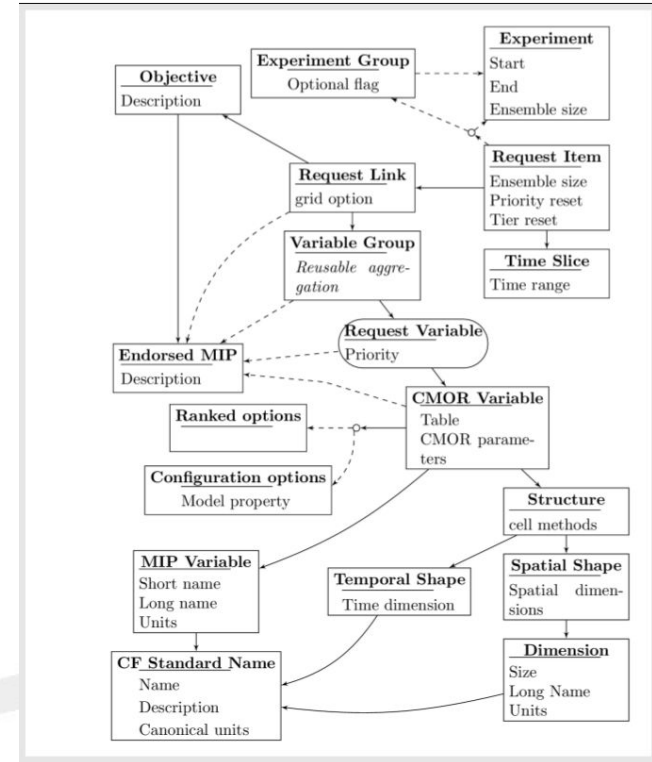 Experiment
Start
End
Ensemble size
Experiment Group
Optional flag
Objective
Description
Request Item
Ensemble size
Priority reset
Tier reset
Request Link
grid option
Time Slice
Time range
Variable Group
Reusable aggre-
gation
Request Variable
Priority
Endorsed MIP
Description
CMOR Variable
Table
CMOR parame-
ters
Ranked options
Configuration options
Model property
Structure
cell methods
MIP Variable
Short name
Long name
Units
Temporal Shape
Time dimension
Spatial Shape
Spatial dimen-
sions
CF Standard Name
Name
Description
Canonical units
Dimension
Size
Long Name
Units